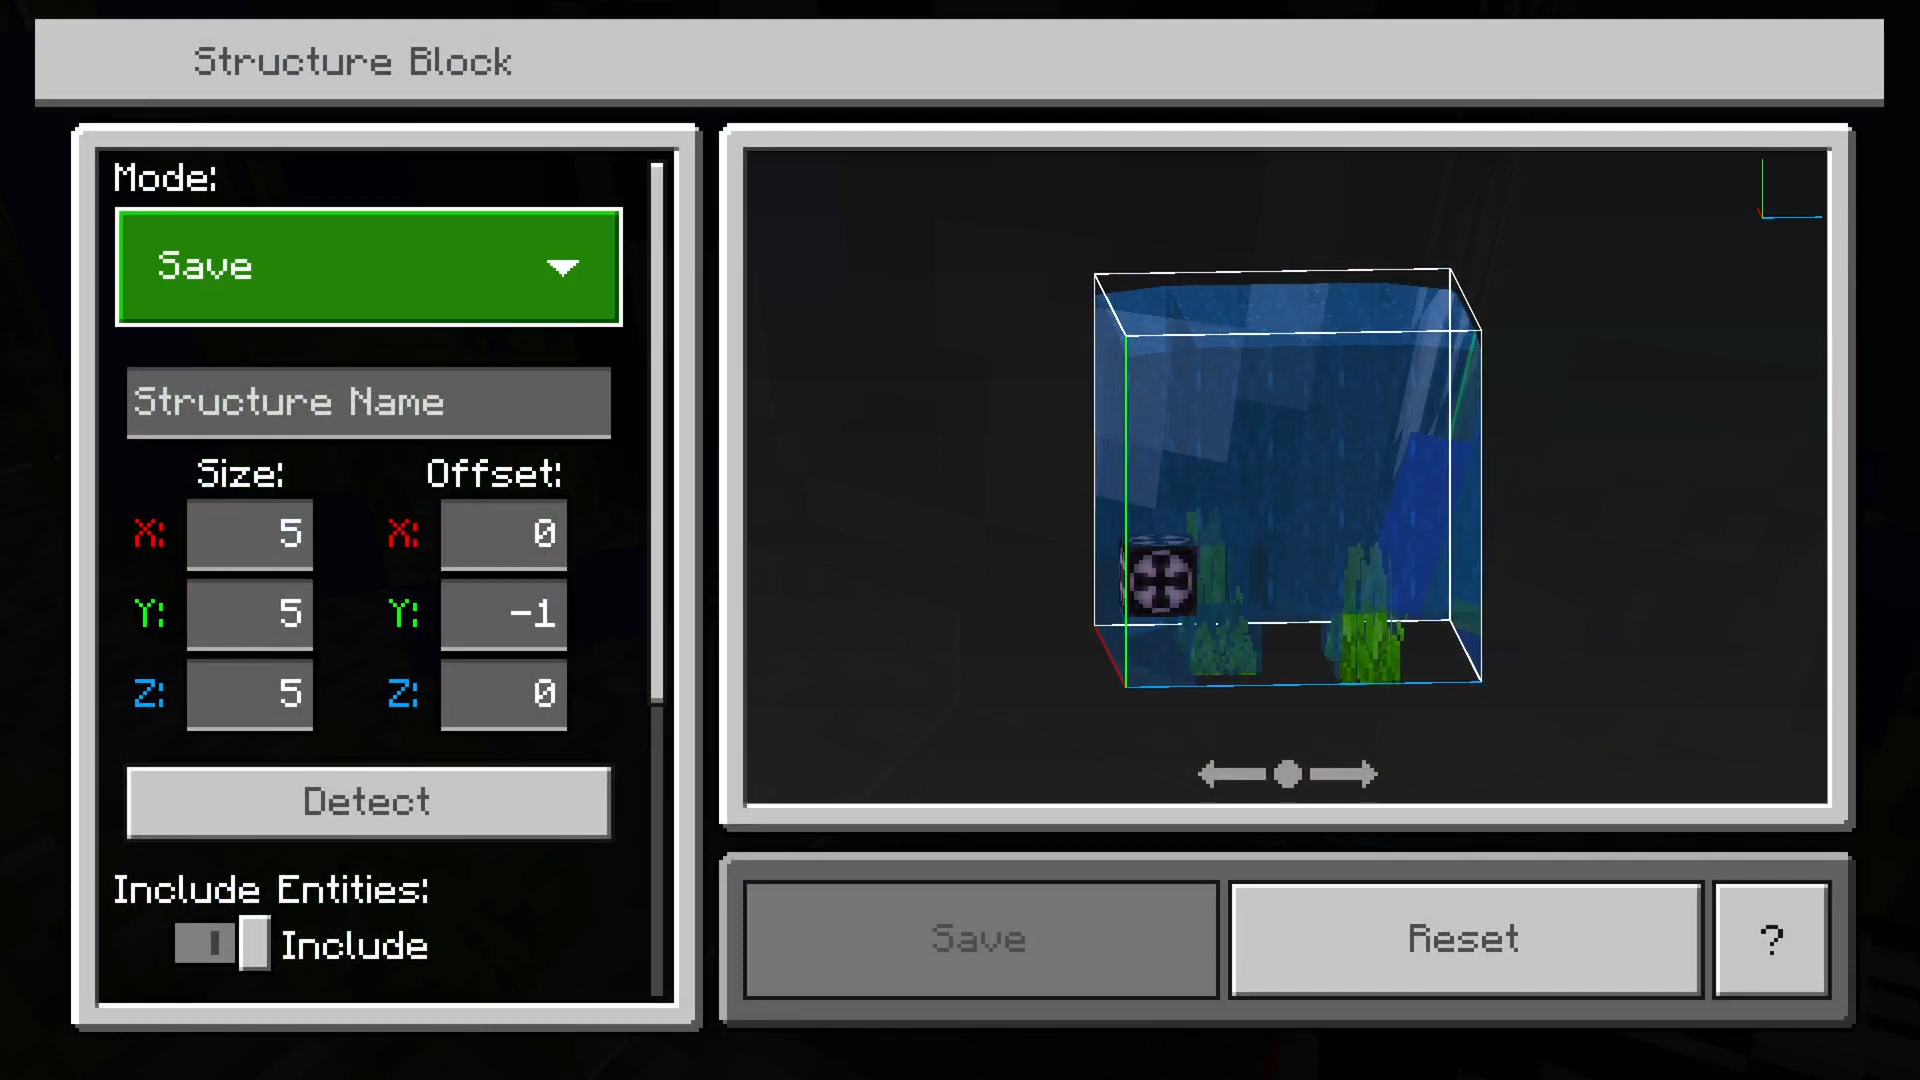 Structure Block
Mode:
Save
Structure Name
Size: Offset:
X: 5 X: 0
Y: 5 Y: -1
Z: 5 Z: 0
Detect
Include Entities:
Include
Save Reset ?